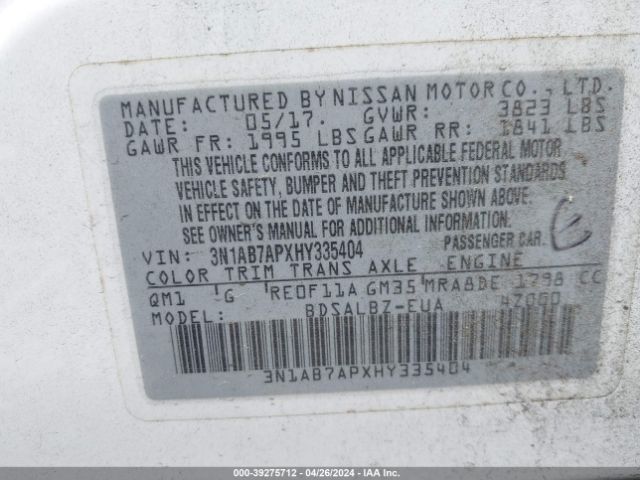 MANUFACTURED BY NISSAN MOTOR CO., LTD.
DATE: 05/17. GVWR: 3823 LBS
GAWR FR: 1995 LBS GAWR RR: 1841 LBS
THIS VEHICLE CONFORMS TO ALL APPLICABLE FEDERAL MOTOR
VEHICLE SAFETY, BUMPER AND THEFT PREVENTION STANDARDS
IN EFFECT ON THE DATE OF MANUFACTURE SHOWN ABOVE.
SEE OWNER'S MANUAL FOR ADDITIONAL INFORMATION.
VIN: 3N1AB7APXHY335404 PASSENGER CAR
COLOR TRIM TRANS AXLE ENGINE
QM1 G RE0F11A GM35 MRA8DE 1798 CC
MODEL: BDSALBZ-EUA 4Z000
3N1AB7APXHY335404
000-39275712 - 04/26/2024 - IAAI.COM